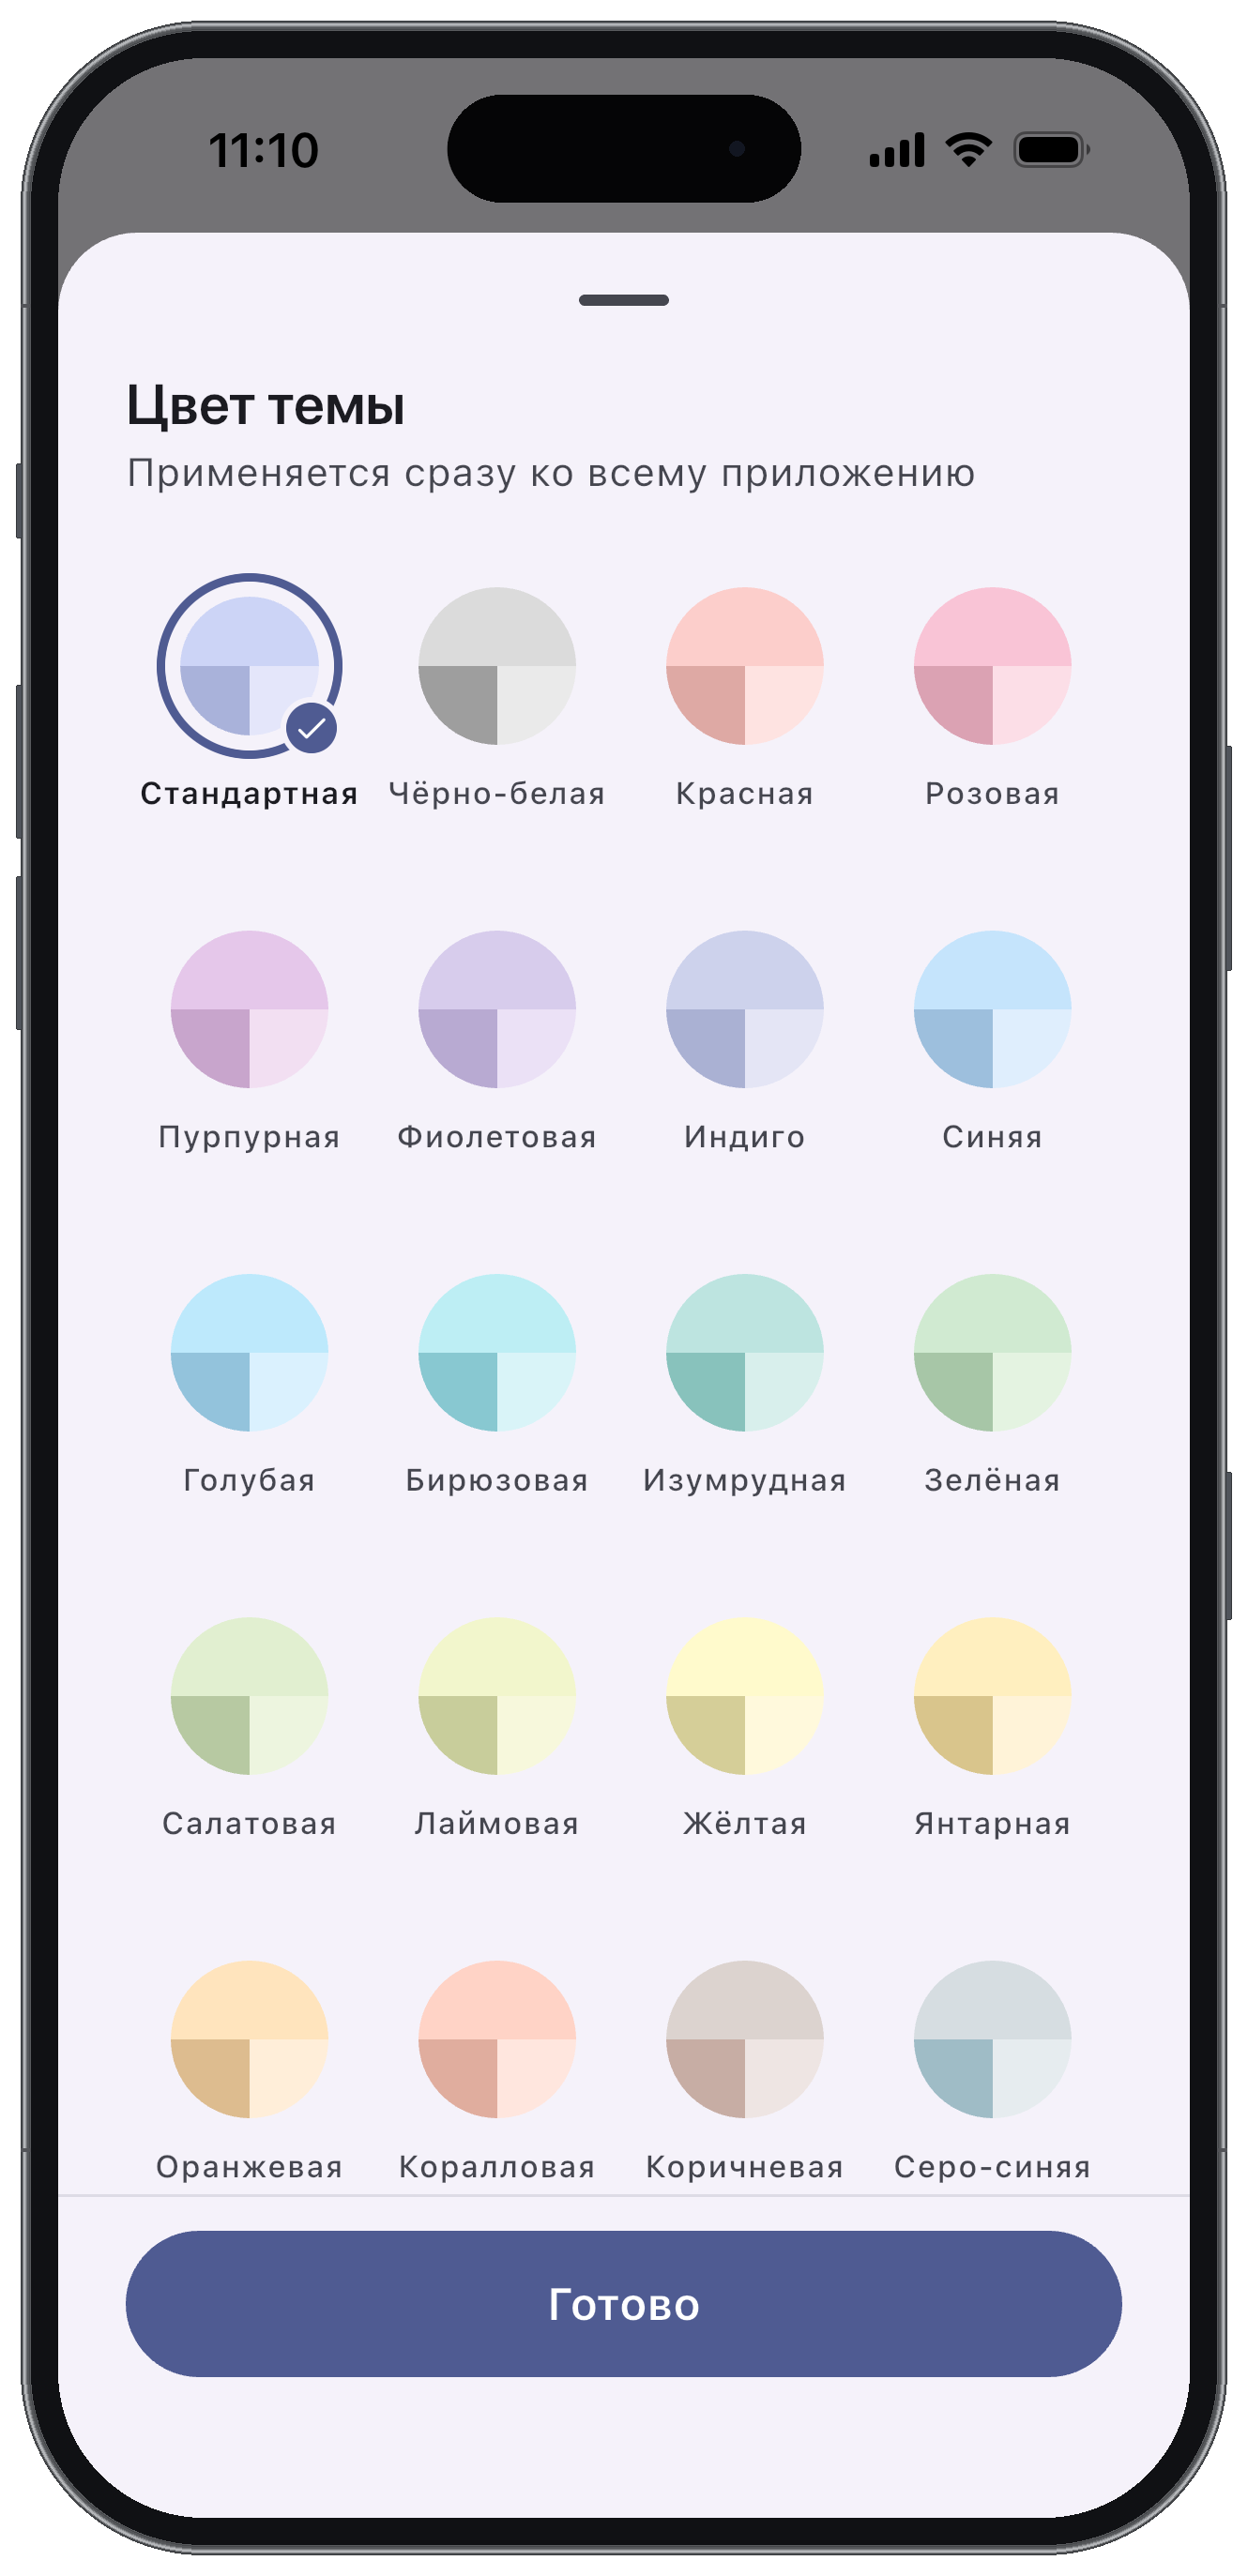 11:10
Цвет темы
Применяется сразу ко всему приложению
Стандартная Чёрно-белая Красная Розовая
Пурпурная Фиолетовая Индиго Синяя
Голубая Бирюзовая Изумрудная Зелёная
Салатовая Лаймовая Жёлтая Янтарная
Оранжевая Коралловая Коричневая Серо-синяя
Готово